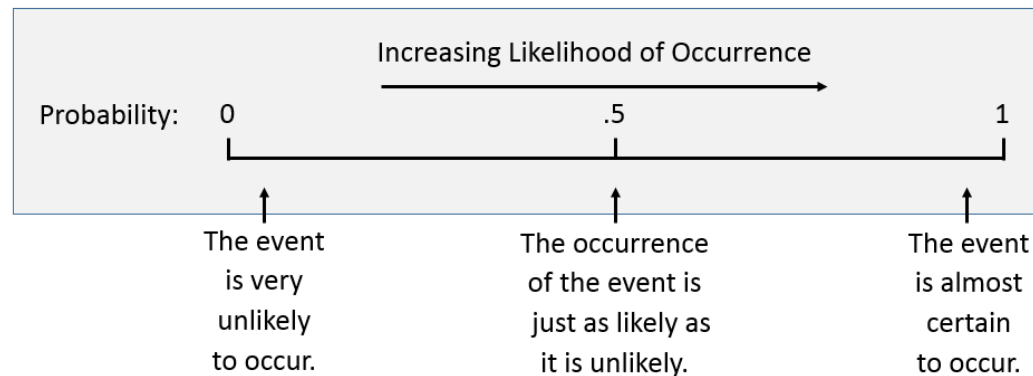 Increasing Likelihood of Occurrence
Probability: 0 .5 1
The event
is very
unlikely
to occur.
The occurrence
of the event is
just as likely as
it is unlikely.
The event
is almost
certain
to occur.